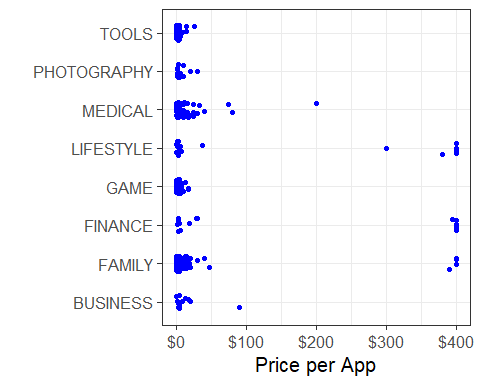 TOOLS
PHOTOGRAPHY
MEDICAL
LIFESTYLE
GAME
FINANCE
FAMILY
BUSINESS
$0 $100 $200 $300 $400
Price per App